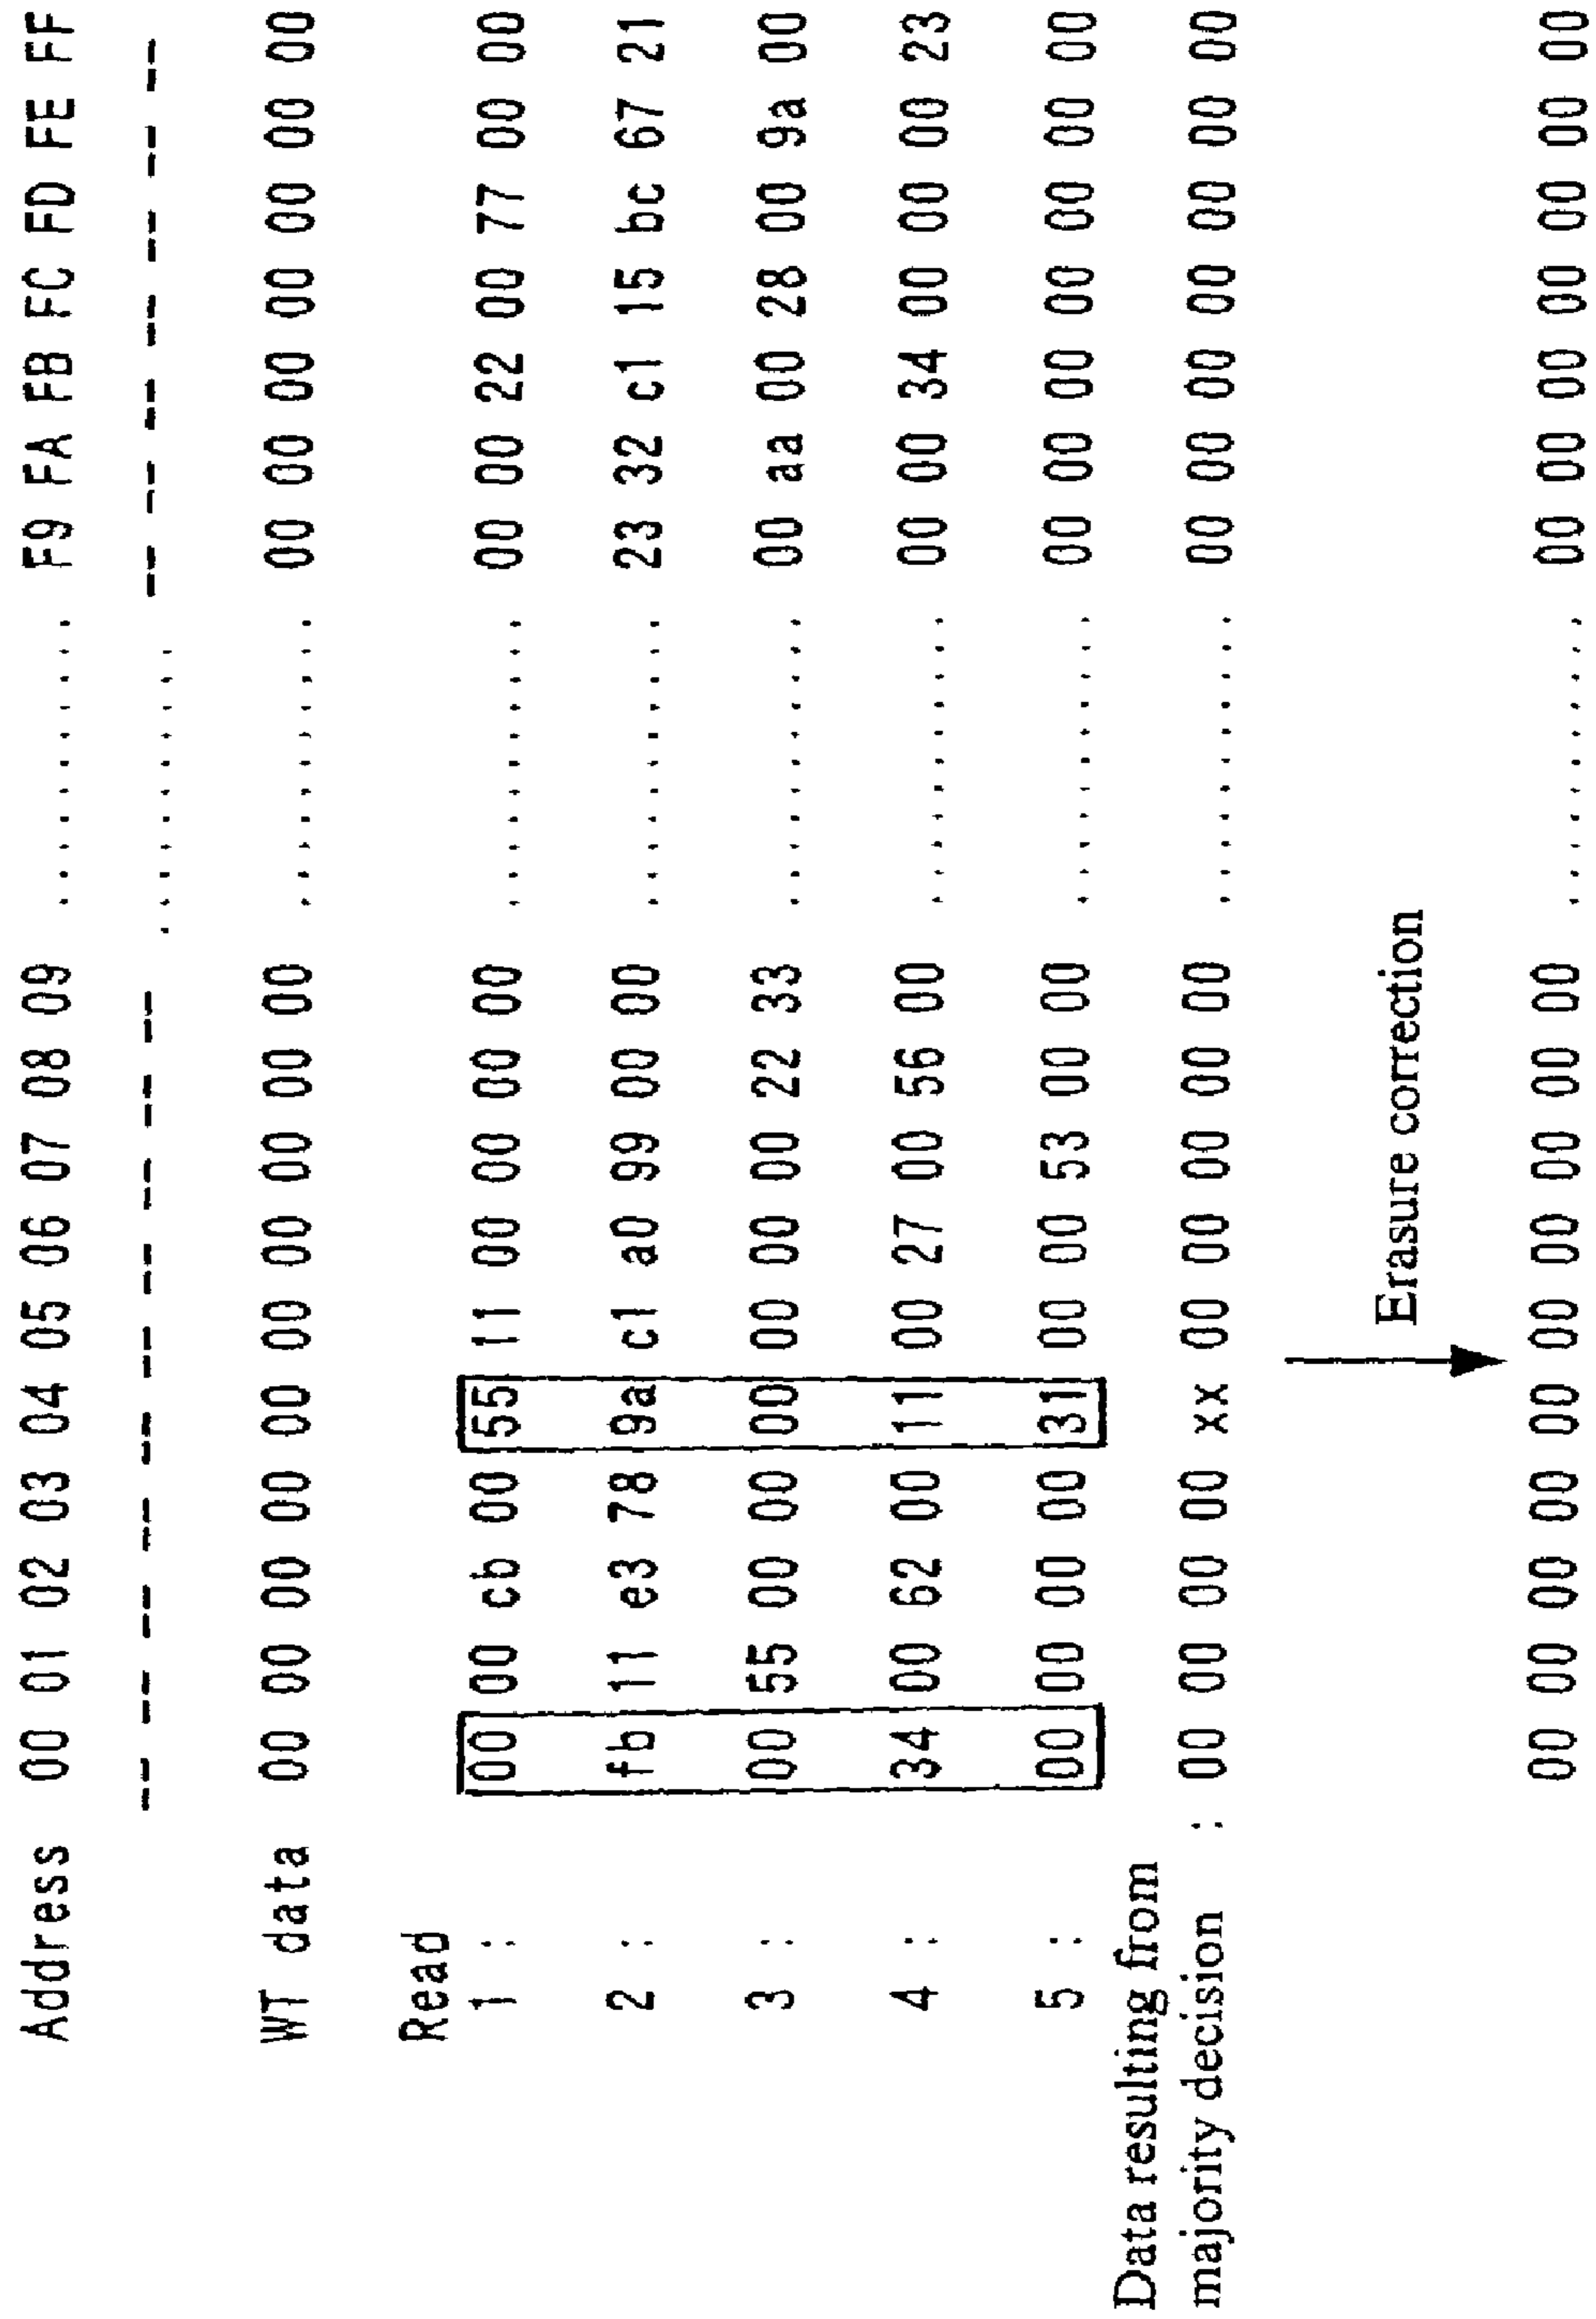 Address 00 01 02 03 04 05 06 07 08 09 ........... F9 FA FB FC FD FE FF
-- -- -- -- -- -- -- -- -- -- ........... -- -- -- -- -- -- --
WT data 00 00 00 00 00 00 00 00 00 00 ........... 00 00 00 00 00 00 00
Read
1 : 00 00 cb 00 55 11 00 00 00 00 ........... 00 00 22 00 77 00 00
2 : fb 11 e3 78 9a c1 a0 99 00 00 ........... 23 32 c1 15 bc 67 21
3 : 00 55 00 00 00 00 00 00 22 33 ........... 00 aa 00 28 00 9a 00
4 : 34 00 62 00 11 00 27 00 56 00 ........... 00 00 34 00 00 00 23
5 : 00 00 00 00 31 00 00 53 00 00 ........... 00 00 00 00 00 00 00
Data resulting from
majority decision : 00 00 00 00 xx 00 00 00 00 00 ........... 00 00 00 00 00 00 00
Erasure correction
00 00 00 00 00 00 00 00 00 00 ........... 00 00 00 00 00 00 00